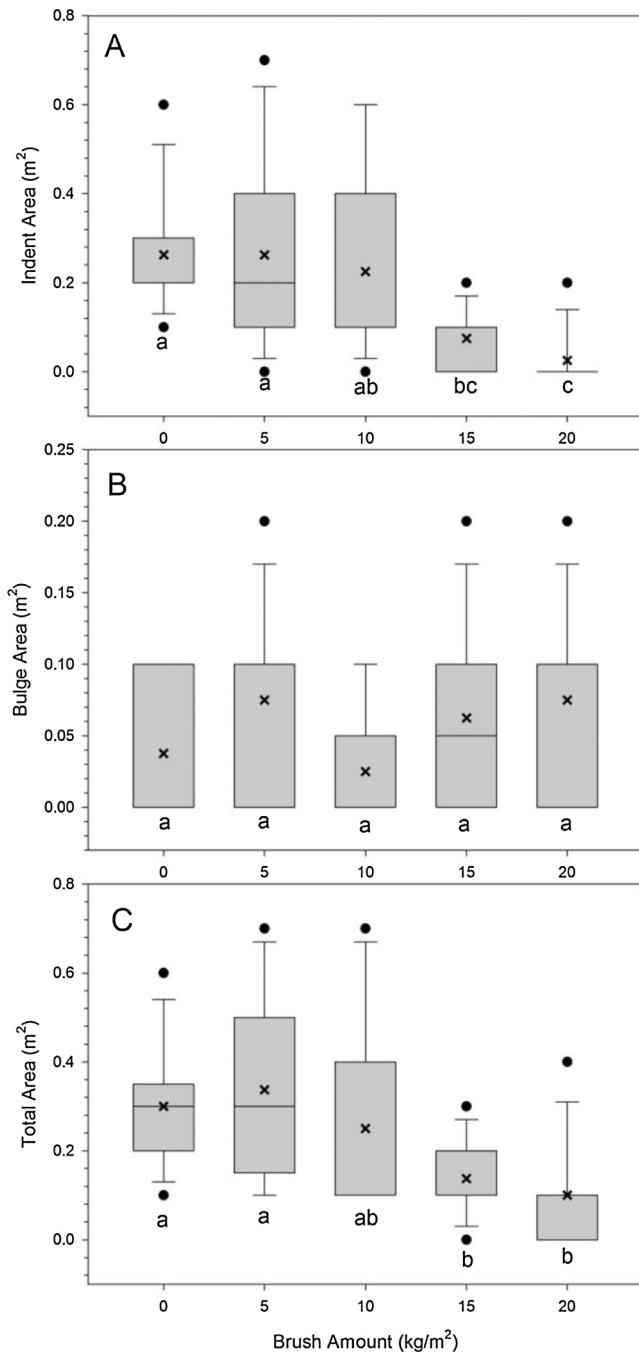 A
Indent Area (m²)
0.8
0.6
0.4
0.2
0.0
a
a
ab
bc
c
0
5
10
15
20
B
Bulge Area (m²)
0.25
0.20
0.15
0.10
0.05
0.00
a
a
a
a
a
0
5
10
15
20
C
Total Area (m²)
0.8
0.6
0.4
0.2
0.0
a
a
ab
b
b
0
5
10
15
20
Brush Amount (kg/m²)